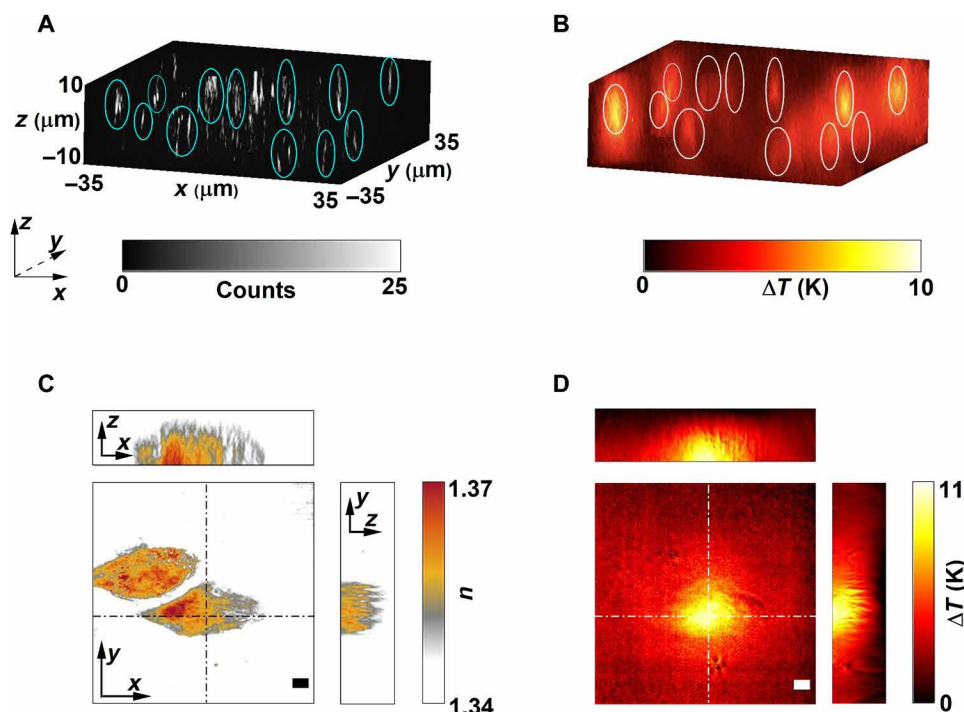 A
10
z (μm)
−10
−35
x (μm)
35
−35
y (μm)
35
z
y
x
0
Counts
25
B
0
ΔT (K)
10
C
z
x
y
x
y
z
1.37
n
1.34
D
11
ΔT (K)
0